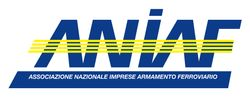 ANIAF
ASSOCIAZIONE NAZIONALE IMPRESE ARMAMENTO FERROVIARIO